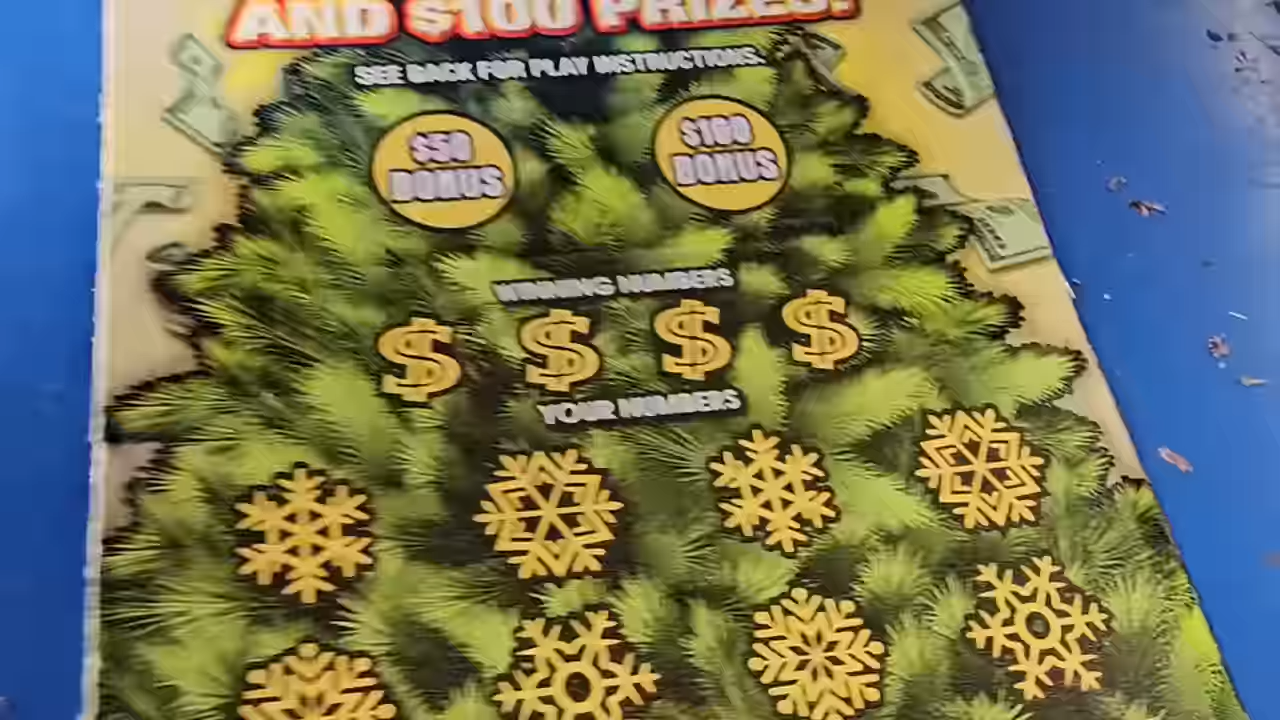 AND $100 PRIZES!
SEE BACK FOR PLAY INSTRUCTIONS.
$50
BONUS
$100
BONUS
WINNING NUMBERS
$ $ $ $
YOUR NUMBERS